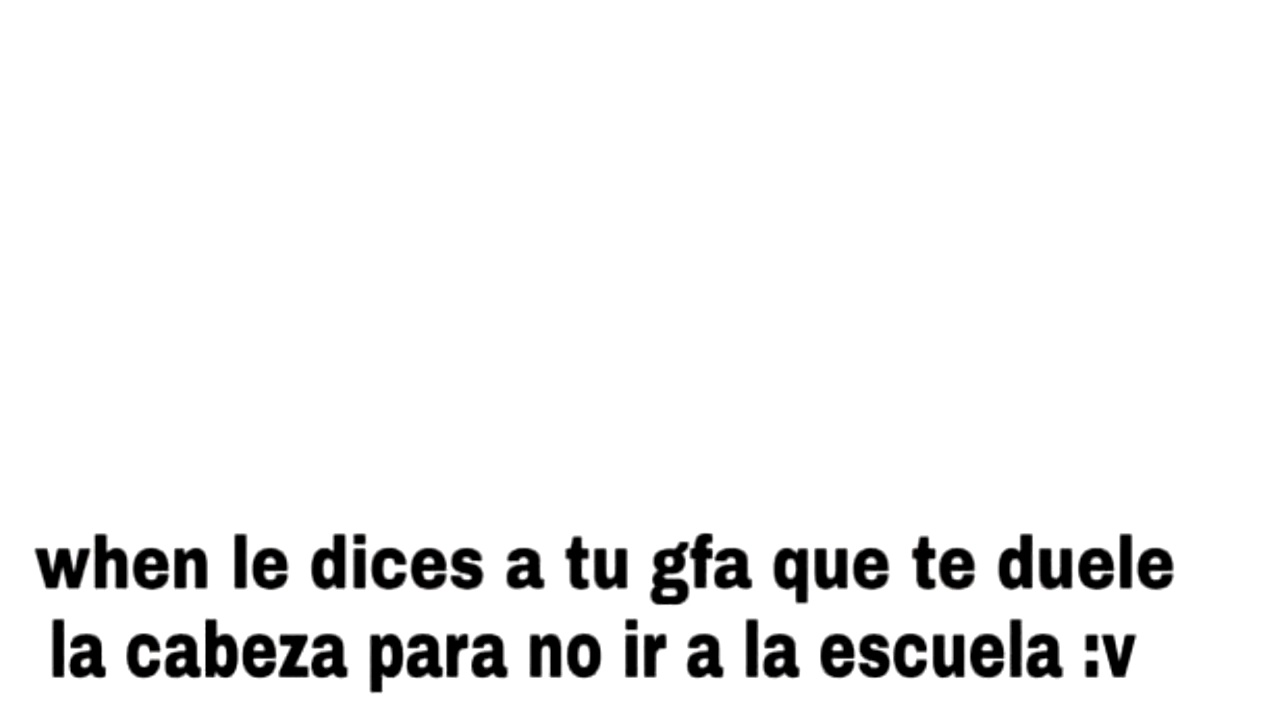 when le dices a tu gfa que te duele
la cabeza para no ir a la escuela :v